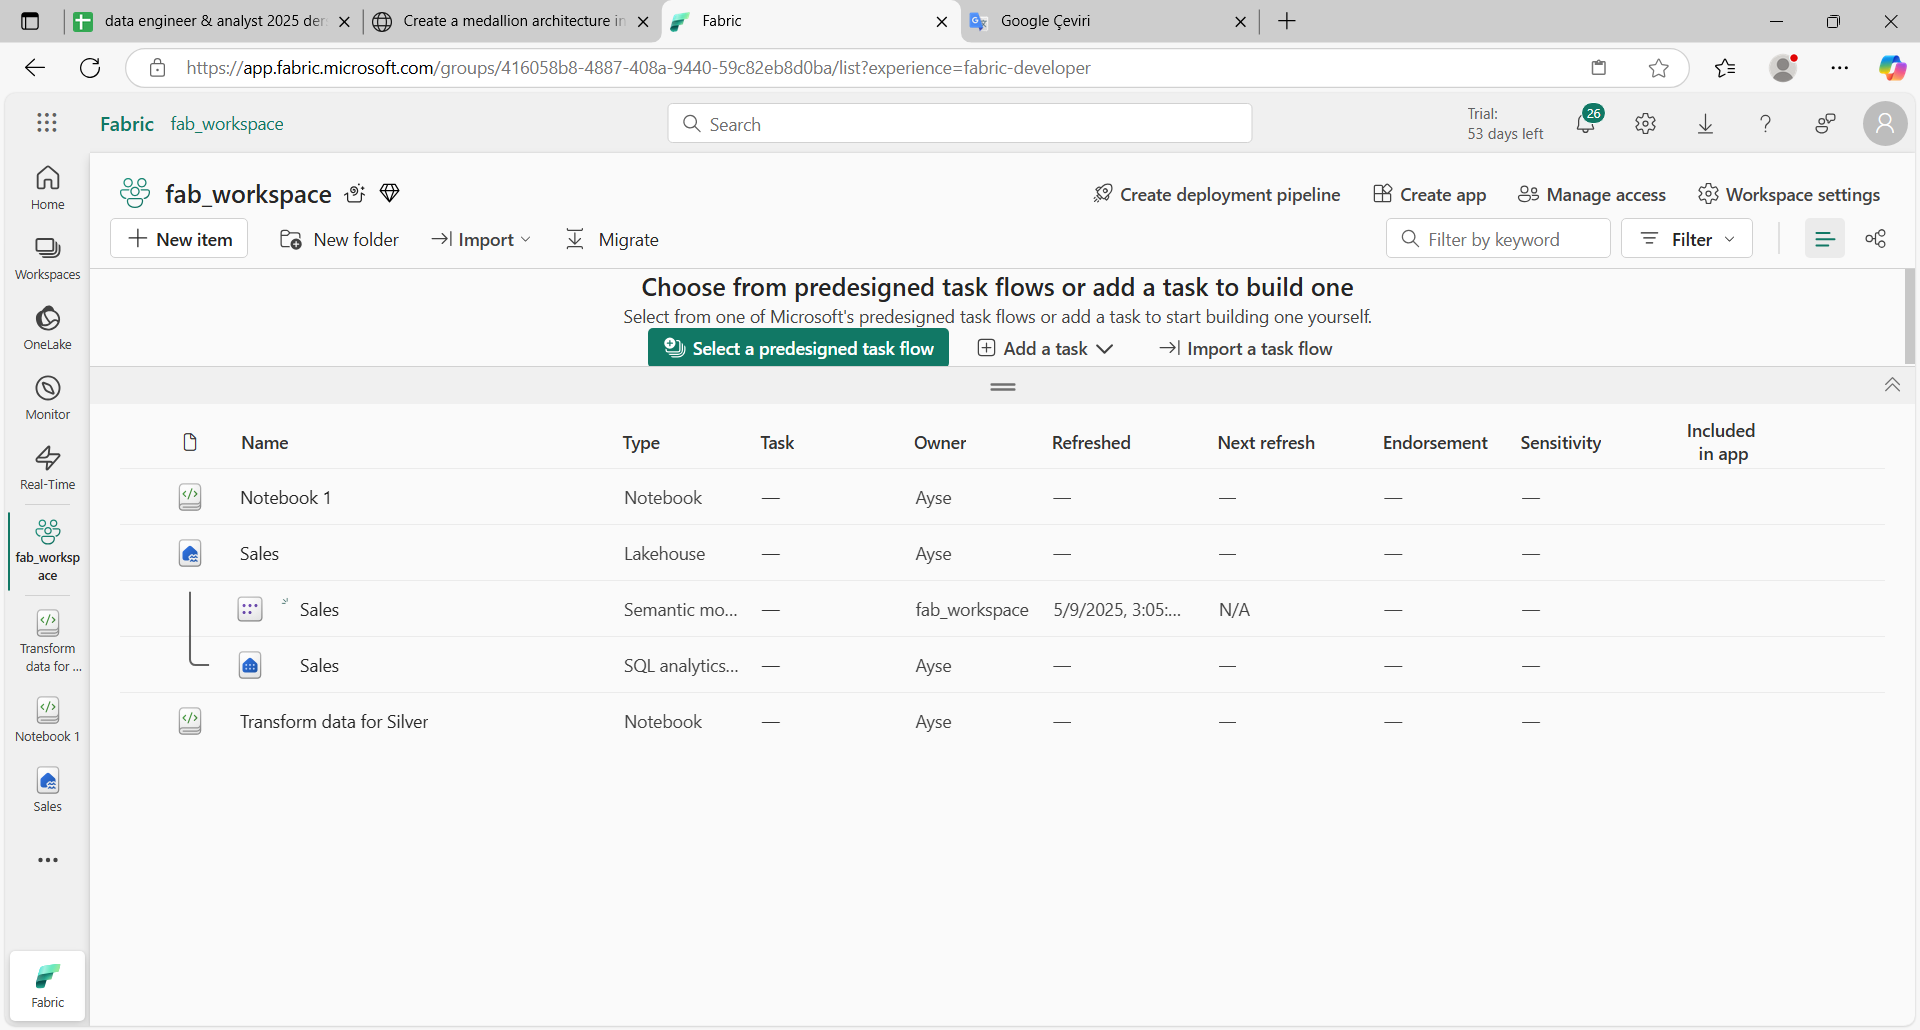 data engineer & analyst 2025 der
Create a medallion architecture in
Fabric
Google Çeviri
https://app.fabric.microsoft.com/groups/416058b8-4887-408a-9440-59c82eb8d0ba/list?experience=fabric-developer
Fabric fab_workspace
Search
Trial:
53 days left
26
Home
Workspaces
OneLake
Monitor
Real-Time
fab_worksp
ace
Transform
data for ...
Notebook 1
Sales
Fabric
fab_workspace
Create deployment pipeline
Create app
Manage access
Workspace settings
New item
New folder
Import
Migrate
Filter by keyword
Filter
Choose from predesigned task flows or add a task to build one
Select from one of Microsoft's predesigned task flows or add a task to start building one yourself.
Select a predesigned task flow
Add a task
Import a task flow
Name Type Task Owner Refreshed Next refresh Endorsement Sensitivity Included
in app
Notebook 1 Notebook — Ayse — — — —
Sales Lakehouse — Ayse — — — —
Sales Semantic mo... — fab_workspace 5/9/2025, 3:05:... N/A — —
Sales SQL analytics... — Ayse — — — —
Transform data for Silver Notebook — Ayse — — — —